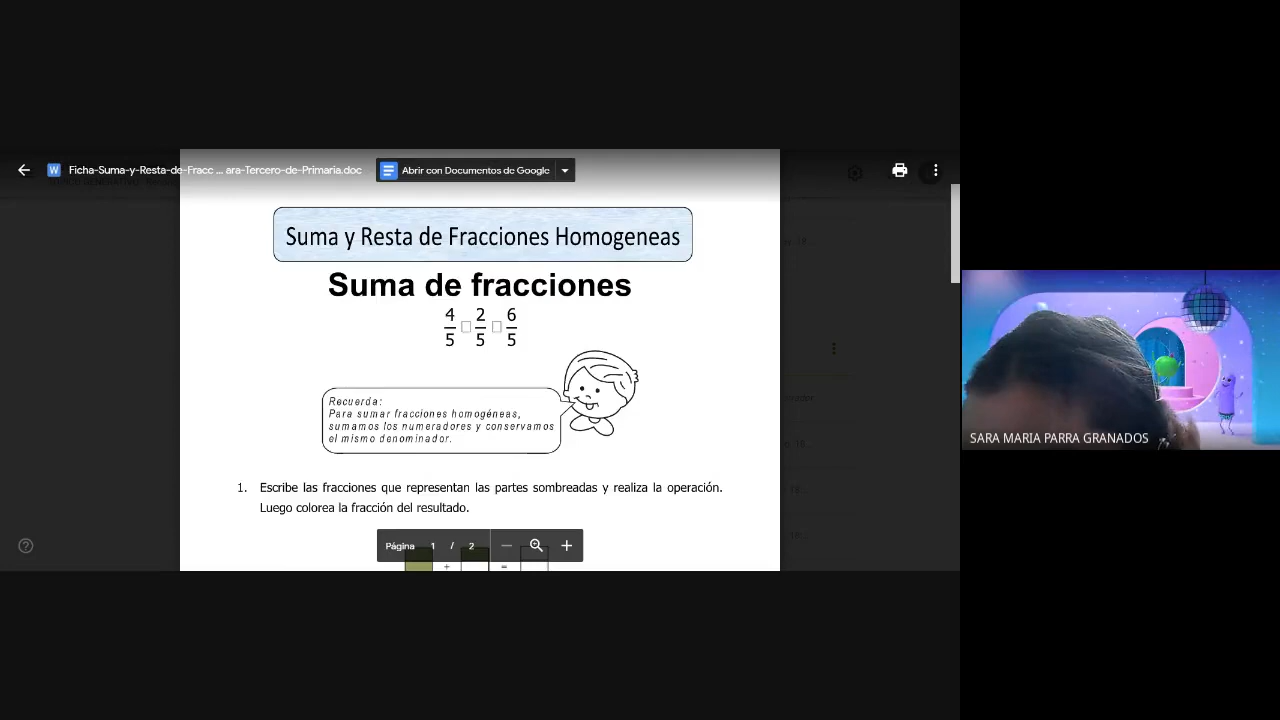 Ficha-Suma-y-Resta-de-Fracc ... ara-Tercero-de-Primaria.doc
Abrir con Documentos de Google
Suma y Resta de Fracciones Homogeneas
Suma de fracciones
4/5 □ 2/5 □ 6/5
Recuerda:
Para sumar fracciones homogéneas,
sumamos los numeradores y conservamos
el mismo denominador.
1. Escribe las fracciones que representan las partes sombreadas y realiza la operación.
Luego colorea la fracción del resultado.
Página 1 / 2
+ =
SARA MARIA PARRA GRANADOS